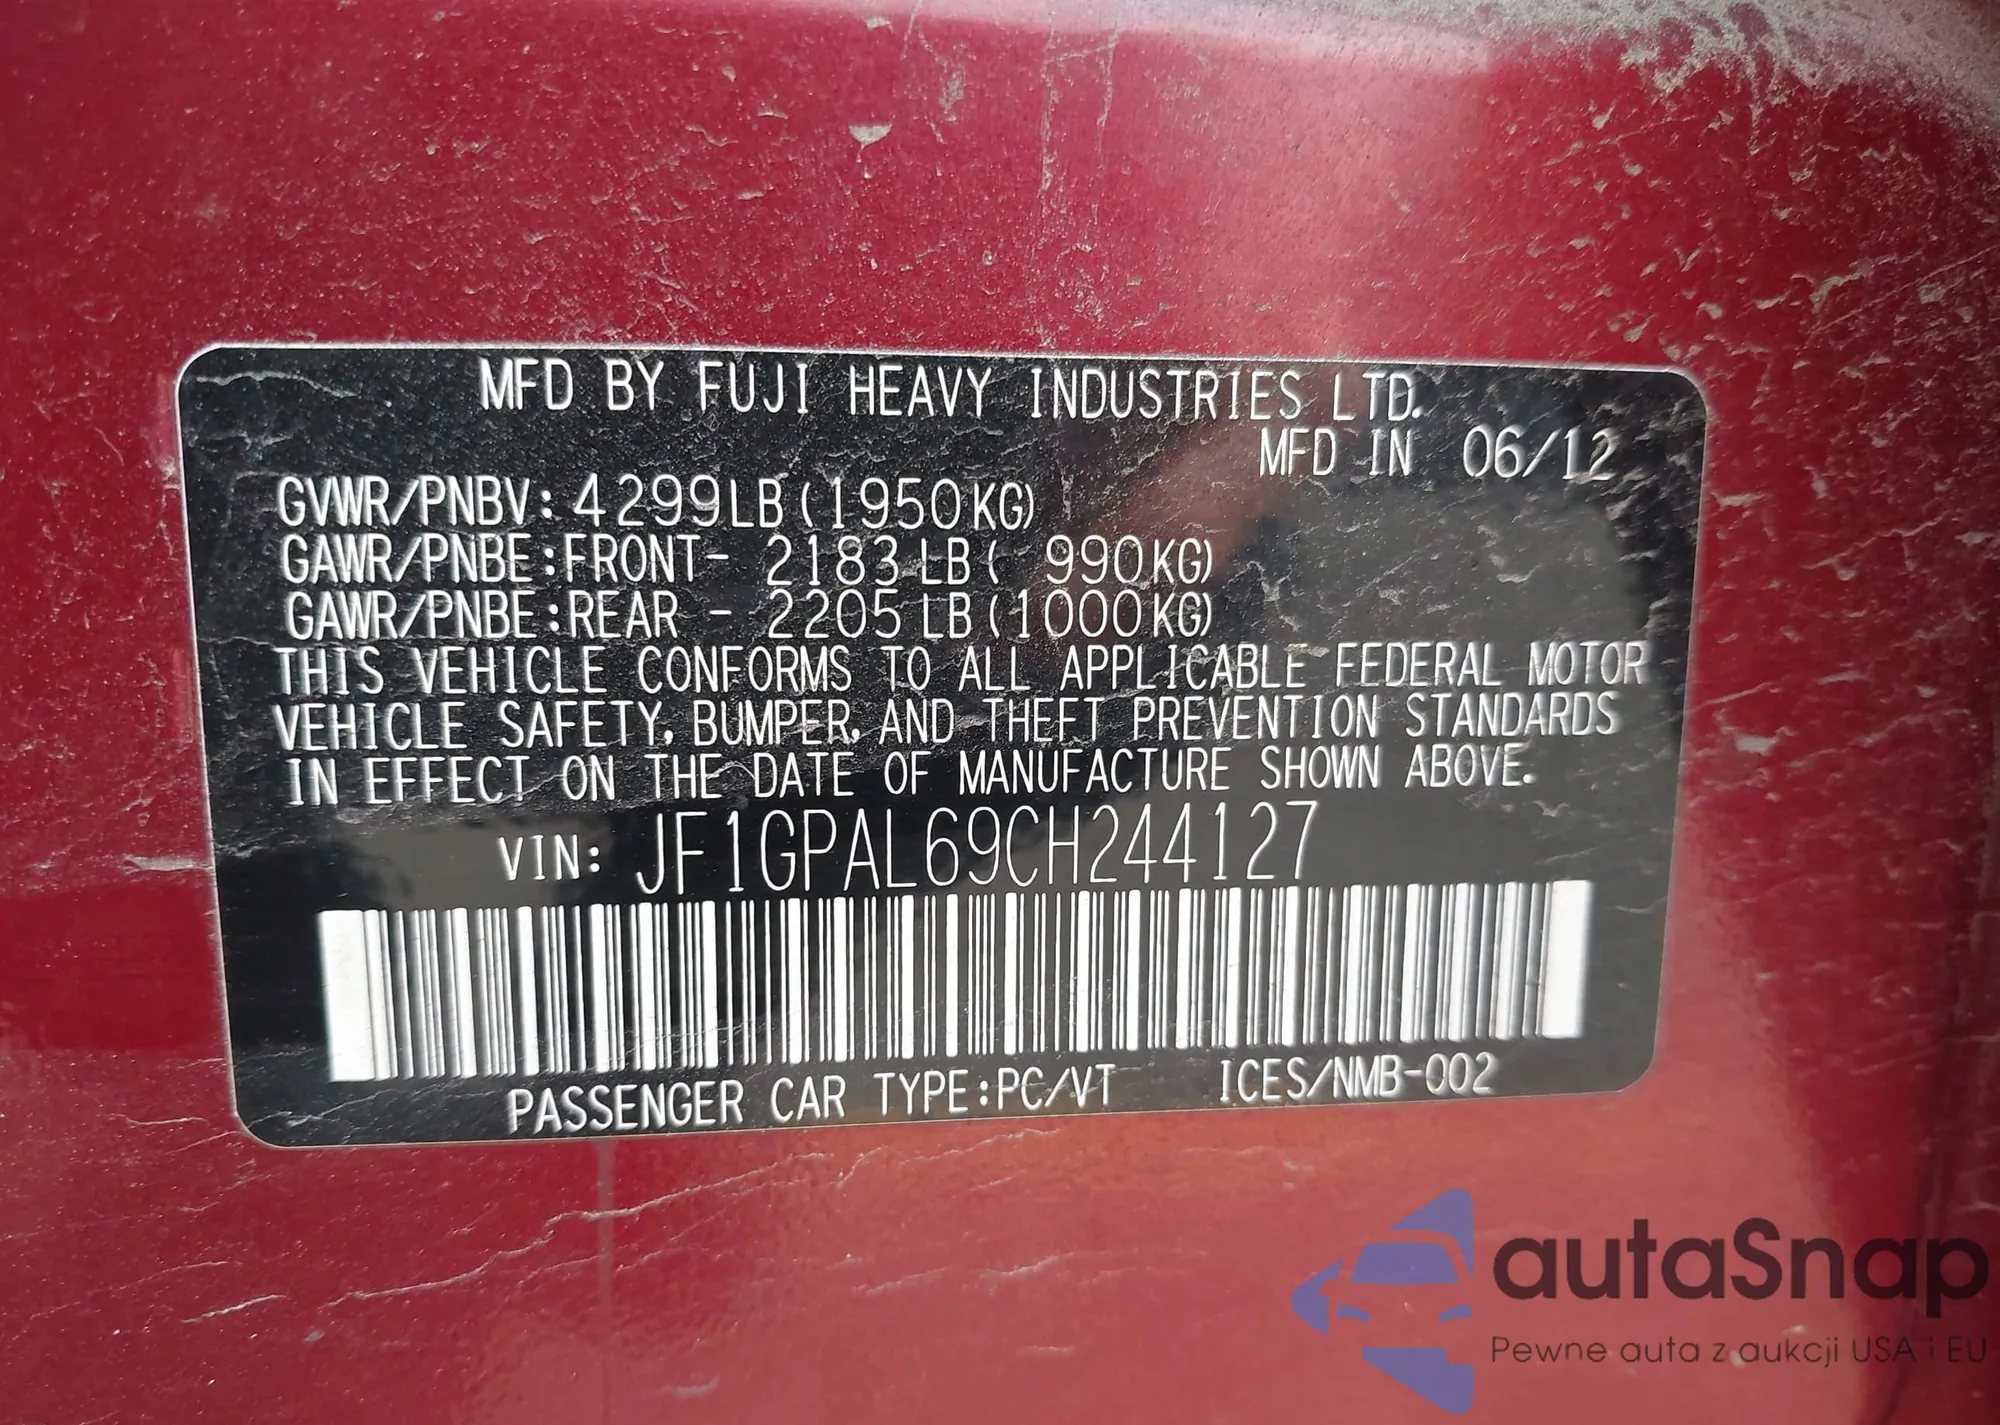 MFD BY FUJI HEAVY INDUSTRIES LTD.
MFD IN 06/12
GVWR/PNBV: 4299LB (1950KG)
GAWR/PNBE:FRONT- 2183 LB ( 990KG)
GAWR/PNBE:REAR - 2205 LB (1000KG)
THIS VEHICLE CONFORMS TO ALL APPLICABLE FEDERAL MOTOR
VEHICLE SAFETY, BUMPER, AND THEFT PREVENTION STANDARDS
IN EFFECT ON THE DATE OF MANUFACTURE SHOWN ABOVE.
VIN: JF1GPAL69CH244127
PASSENGER CAR TYPE:PC/VT ICES/NMB-002
autaSnap
Pewne auta z aukcji USA i EU